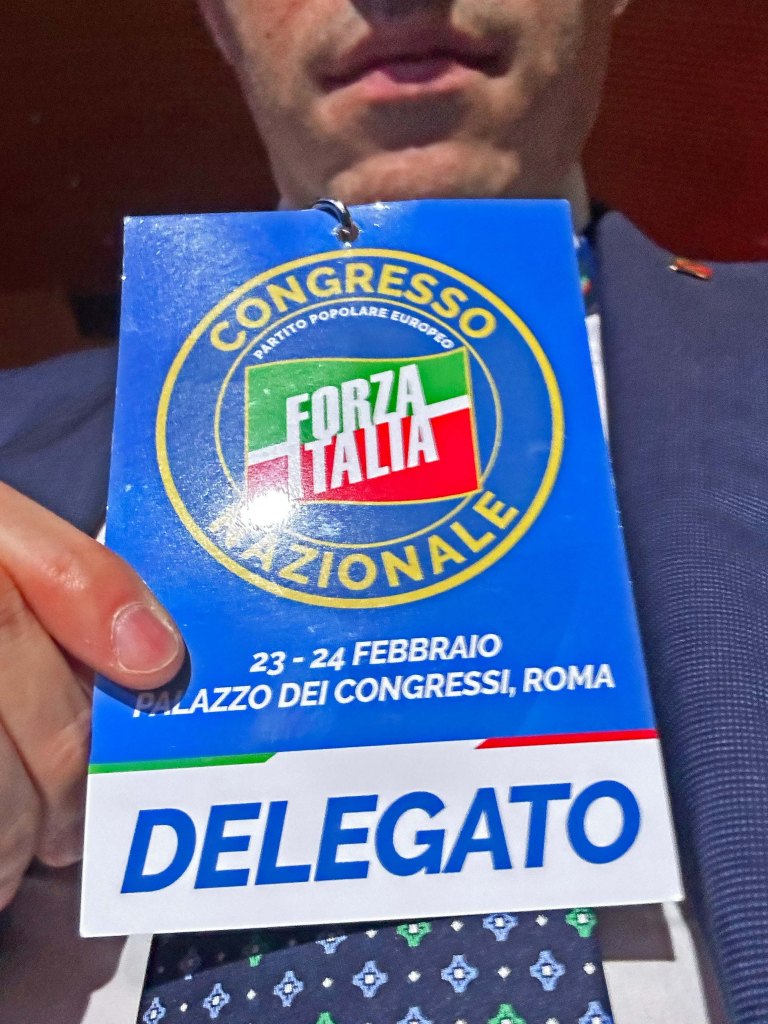 CONGRESSO
PARTITO POPOLARE EUROPEO
FORZA
ITALIA
NAZIONALE
23 - 24 FEBBRAIO
PALAZZO DEI CONGRESSI, ROMA
DELEGATO